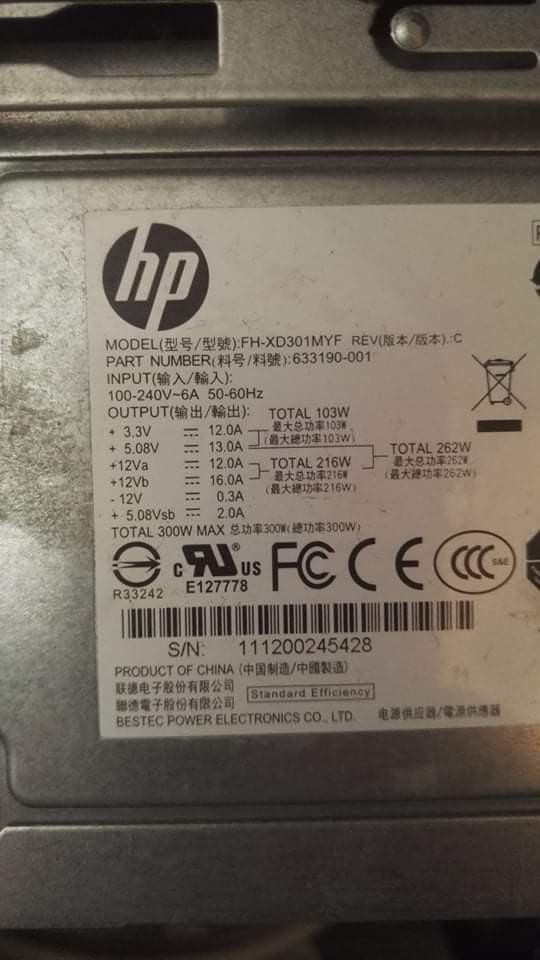 hp
MODEL(型号/型號):FH-XD301MYF REV(版本/版本).:C
PART NUMBER(料号/料號):633190-001
INPUT(输入/輸入):
100-240V~6A 50-60Hz
OUTPUT(输出/輸出):
TOTAL 103W
最大总功率103W
(最大總功率103W)
+ 3.3V ⎓ 12.0A
+ 5.08V ⎓ 13.0A
+12Va ⎓ 12.0A
+12Vb ⎓ 16.0A
- 12V ⎓ 0.3A
+ 5.08Vsb ⎓ 2.0A
TOTAL 216W
最大总功率216W
(最大總功率216W)
TOTAL 262W
最大总功率262W
(最大總功率262W)
TOTAL 300W MAX 总功率300W(總功率300W)
R33242
c RU ® US
E127778
FC CE CCC S&E
S/N: 111200245428
PRODUCT OF CHINA (中国制造/中國製造)
联德电子股份有限公司
聯德電子股份有限公司
Standard Efficiency
BESTEC POWER ELECTRONICS CO., LTD. 电源供应器/電源供應器